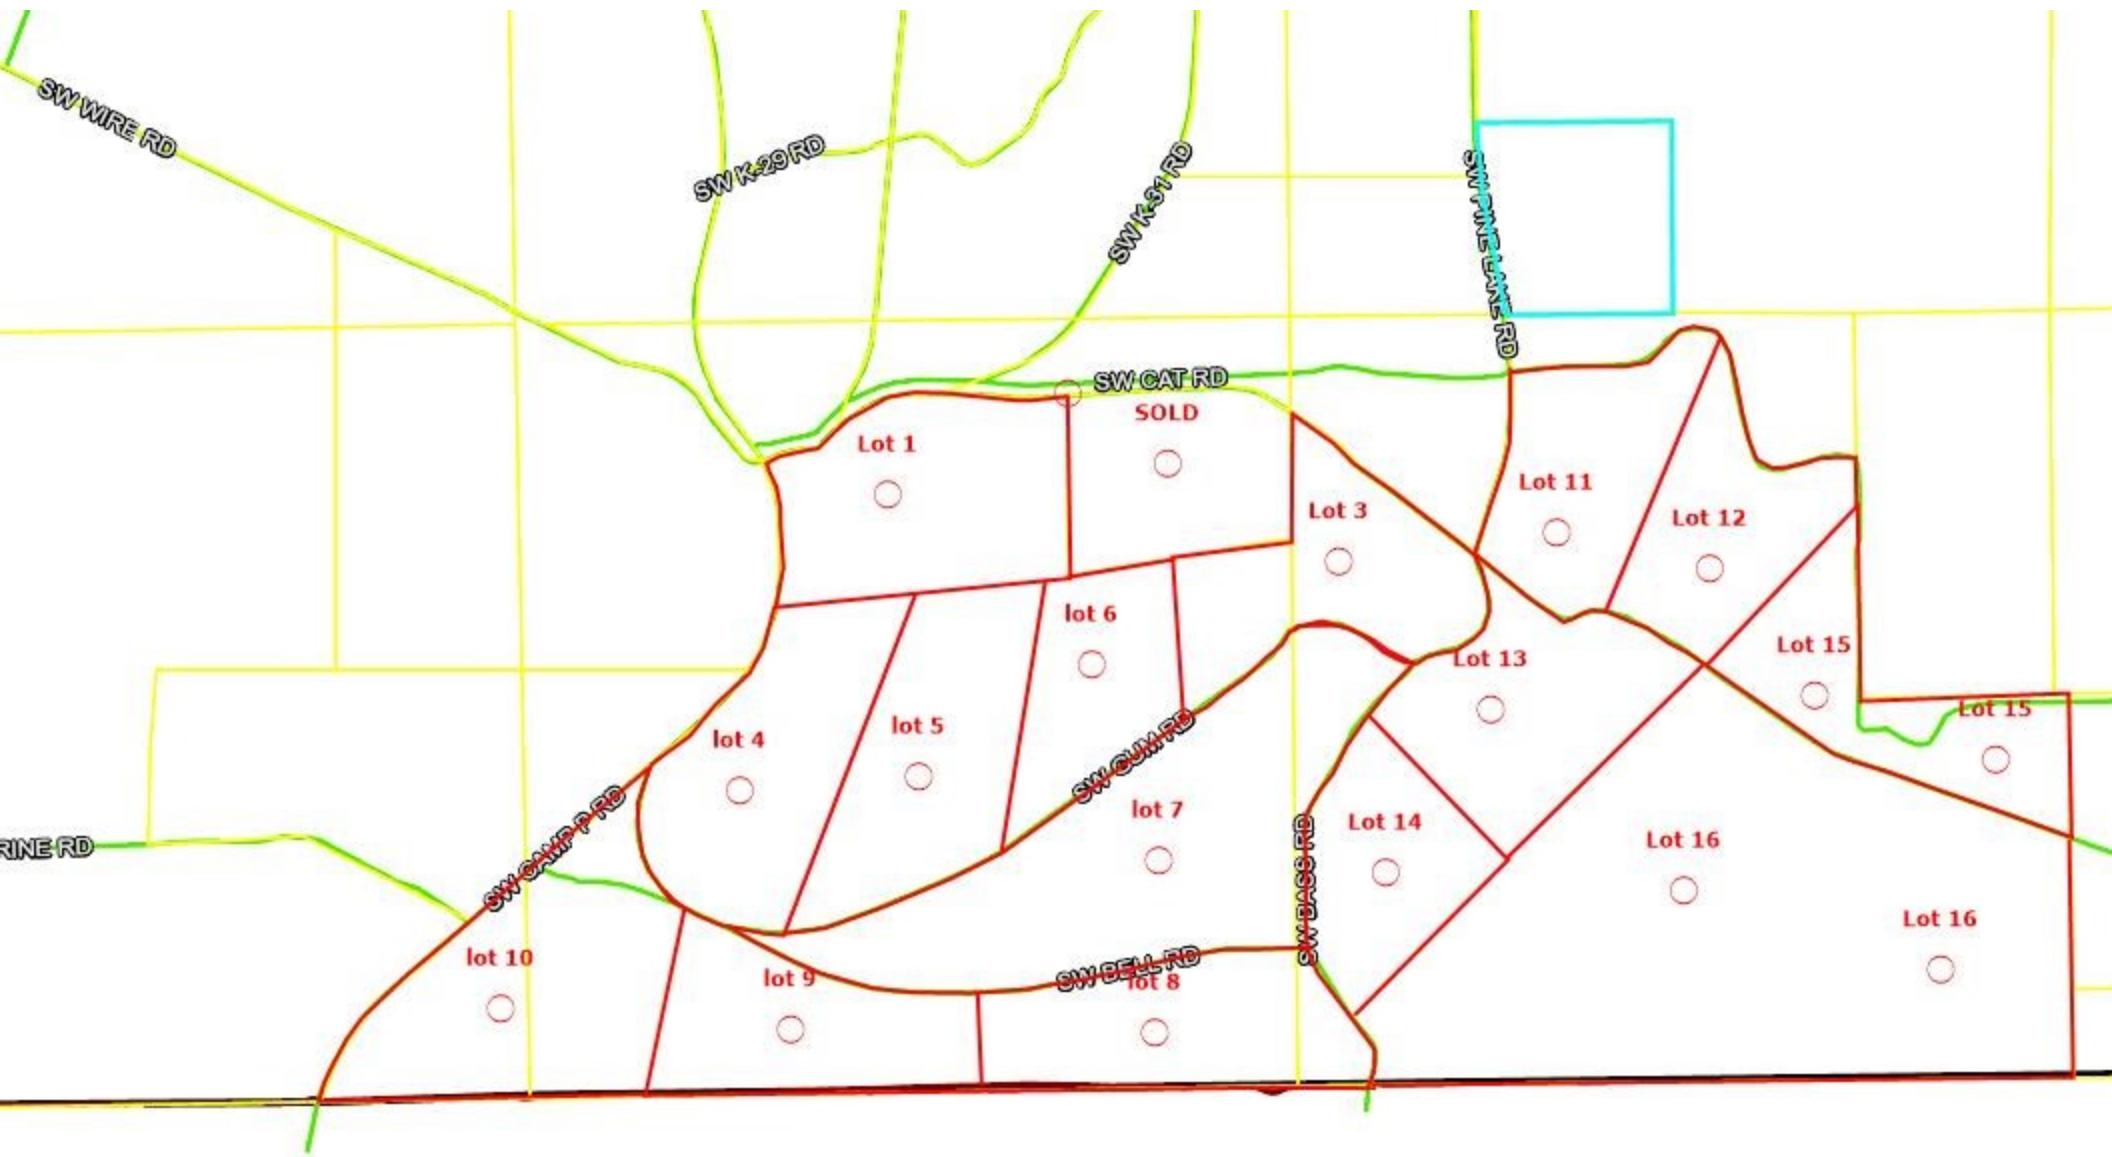 SW WIRE RD
SW K-29 RD
SW K-31 RD
SW PINE LAKE RD
SW CAT RD
SOLD
Lot 1
Lot 11
Lot 3
Lot 12
lot 6
Lot 15
Lot 13
Lot 15
lot 5
lot 4
SW GUM RD
lot 7
Lot 14
Lot 16
SW CAMP P RD
RINE RD
SW BASS RD
Lot 16
lot 10
SW BELL RD
lot 9
lot 8